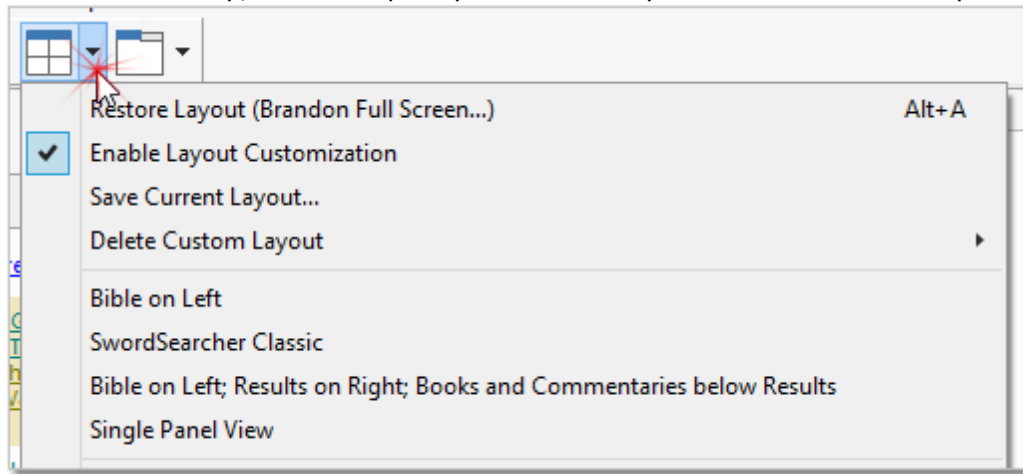 Restore Layout (Brandon Full Screen...) Alt+A
Enable Layout Customization
Save Current Layout...
Delete Custom Layout
Bible on Left
SwordSearcher Classic
Bible on Left; Results on Right; Books and Commentaries below Results
Single Panel View